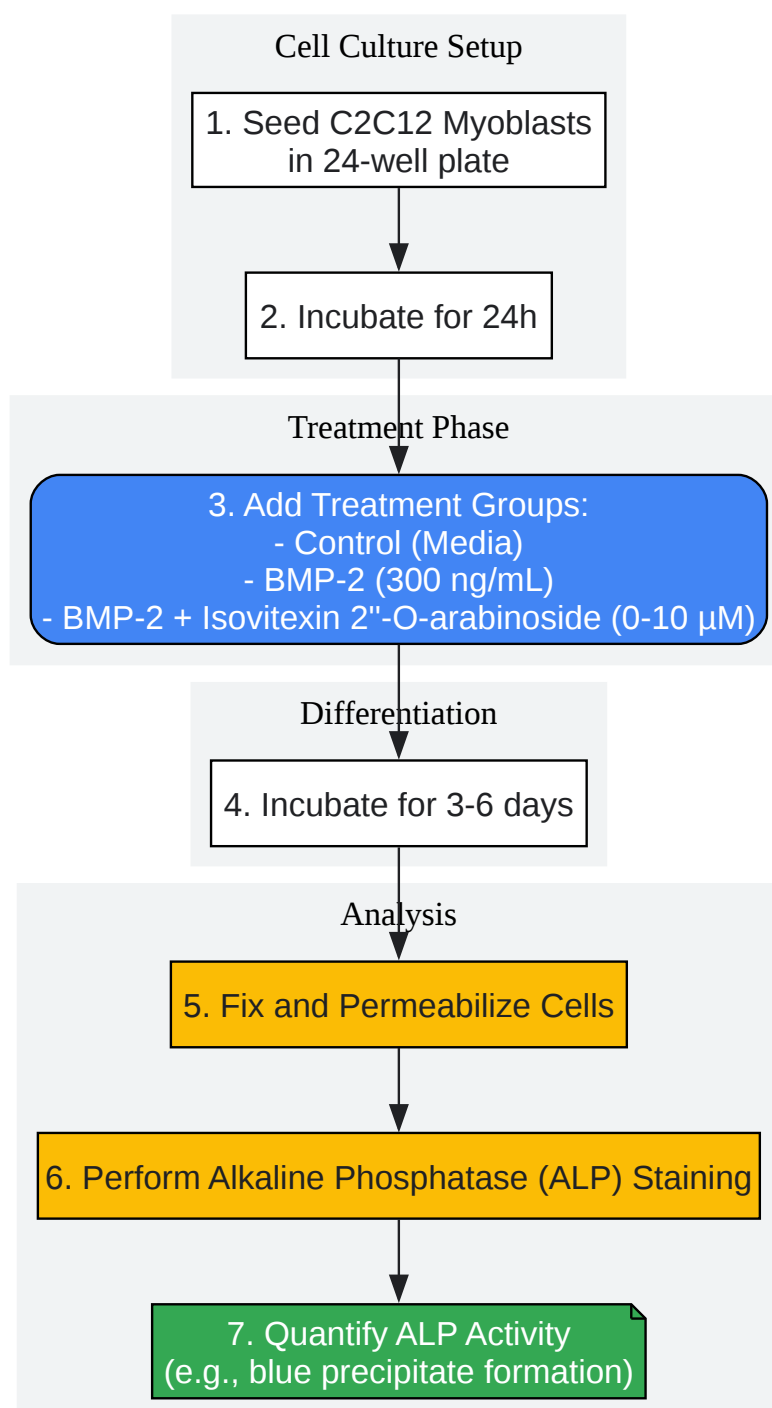 Cell Culture Setup
1. Seed C2C12 Myoblasts
in 24-well plate
2. Incubate for 24h
Treatment Phase
3. Add Treatment Groups:
- Control (Media)
- BMP-2 (300 ng/mL)
- BMP-2 + Isovitexin 2"-O-arabinoside (0-10 µM)
Differentiation
4. Incubate for 3-6 days
Analysis
5. Fix and Permeabilize Cells
6. Perform Alkaline Phosphatase (ALP) Staining
7. Quantify ALP Activity
(e.g., blue precipitate formation)